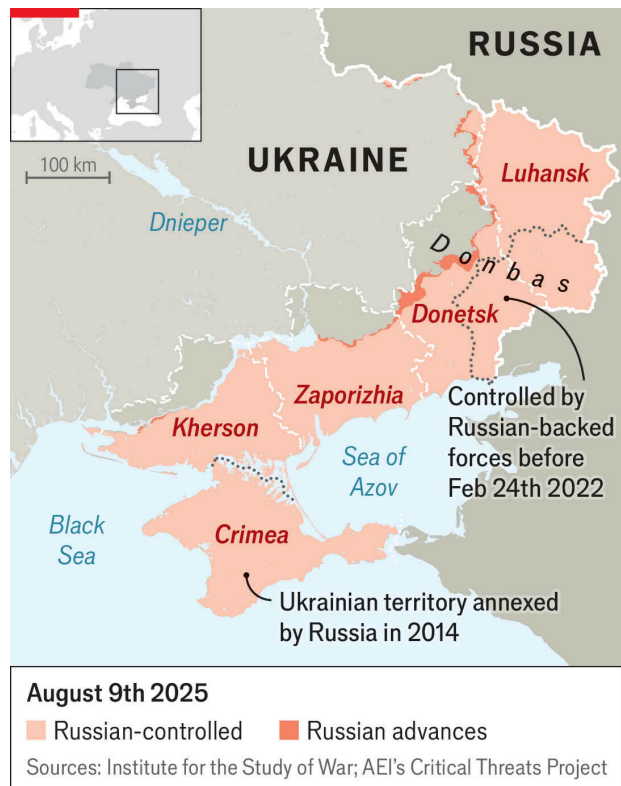 RUSSIA
100 km
UKRAINE
Luhansk
Dnieper
Donbas
Donetsk
Zaporizhia
Kherson
Controlled by
Russian-backed
forces before
Feb 24th 2022
Sea of
Azov
Black
Sea
Crimea
Ukrainian territory annexed
by Russia in 2014
August 9th 2025
Russian-controlled
Russian advances
Sources: Institute for the Study of War; AEI's Critical Threats Project